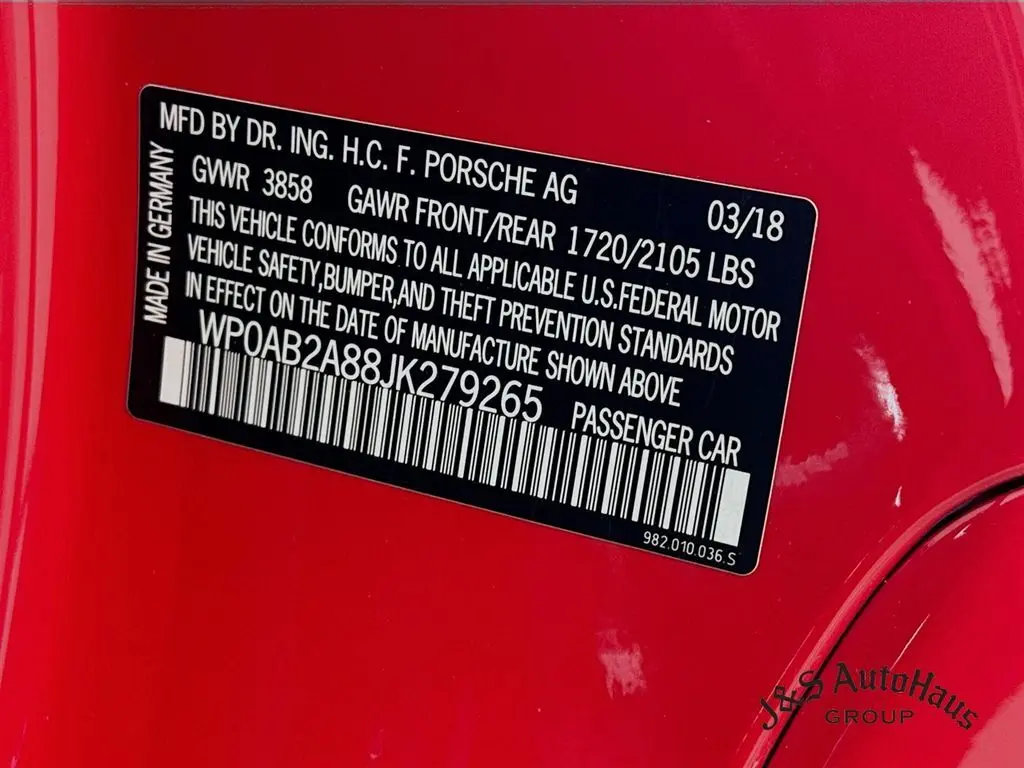 MFD BY DR. ING. H.C. F. PORSCHE AG 03/18
GVWR 3858 GAWR FRONT/REAR 1720/2105 LBS
THIS VEHICLE CONFORMS TO ALL APPLICABLE U.S.FEDERAL MOTOR
VEHICLE SAFETY,BUMPER,AND THEFT PREVENTION STANDARDS
IN EFFECT ON THE DATE OF MANUFACTURE SHOWN ABOVE
WP0AB2A88JK279265 PASSENGER CAR
982.010.036.S
MADE IN GERMANY
J&S AUTOHAUS
GROUP